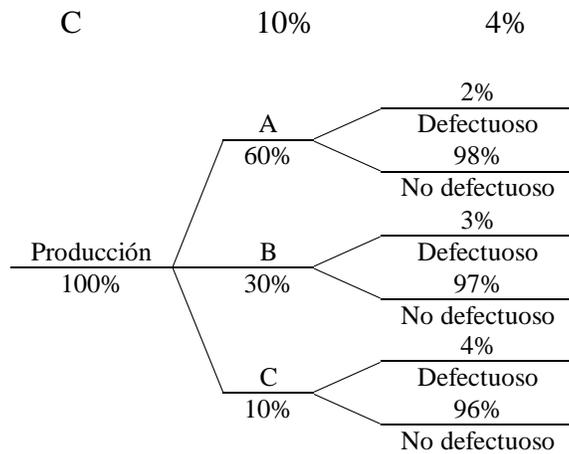 C 10% 4%
2%
A Defectuoso
60% 98%
No defectuoso
3%
Producción B Defectuoso
100% 30% 97%
No defectuoso
4%
C Defectuoso
10% 96%
No defectuoso